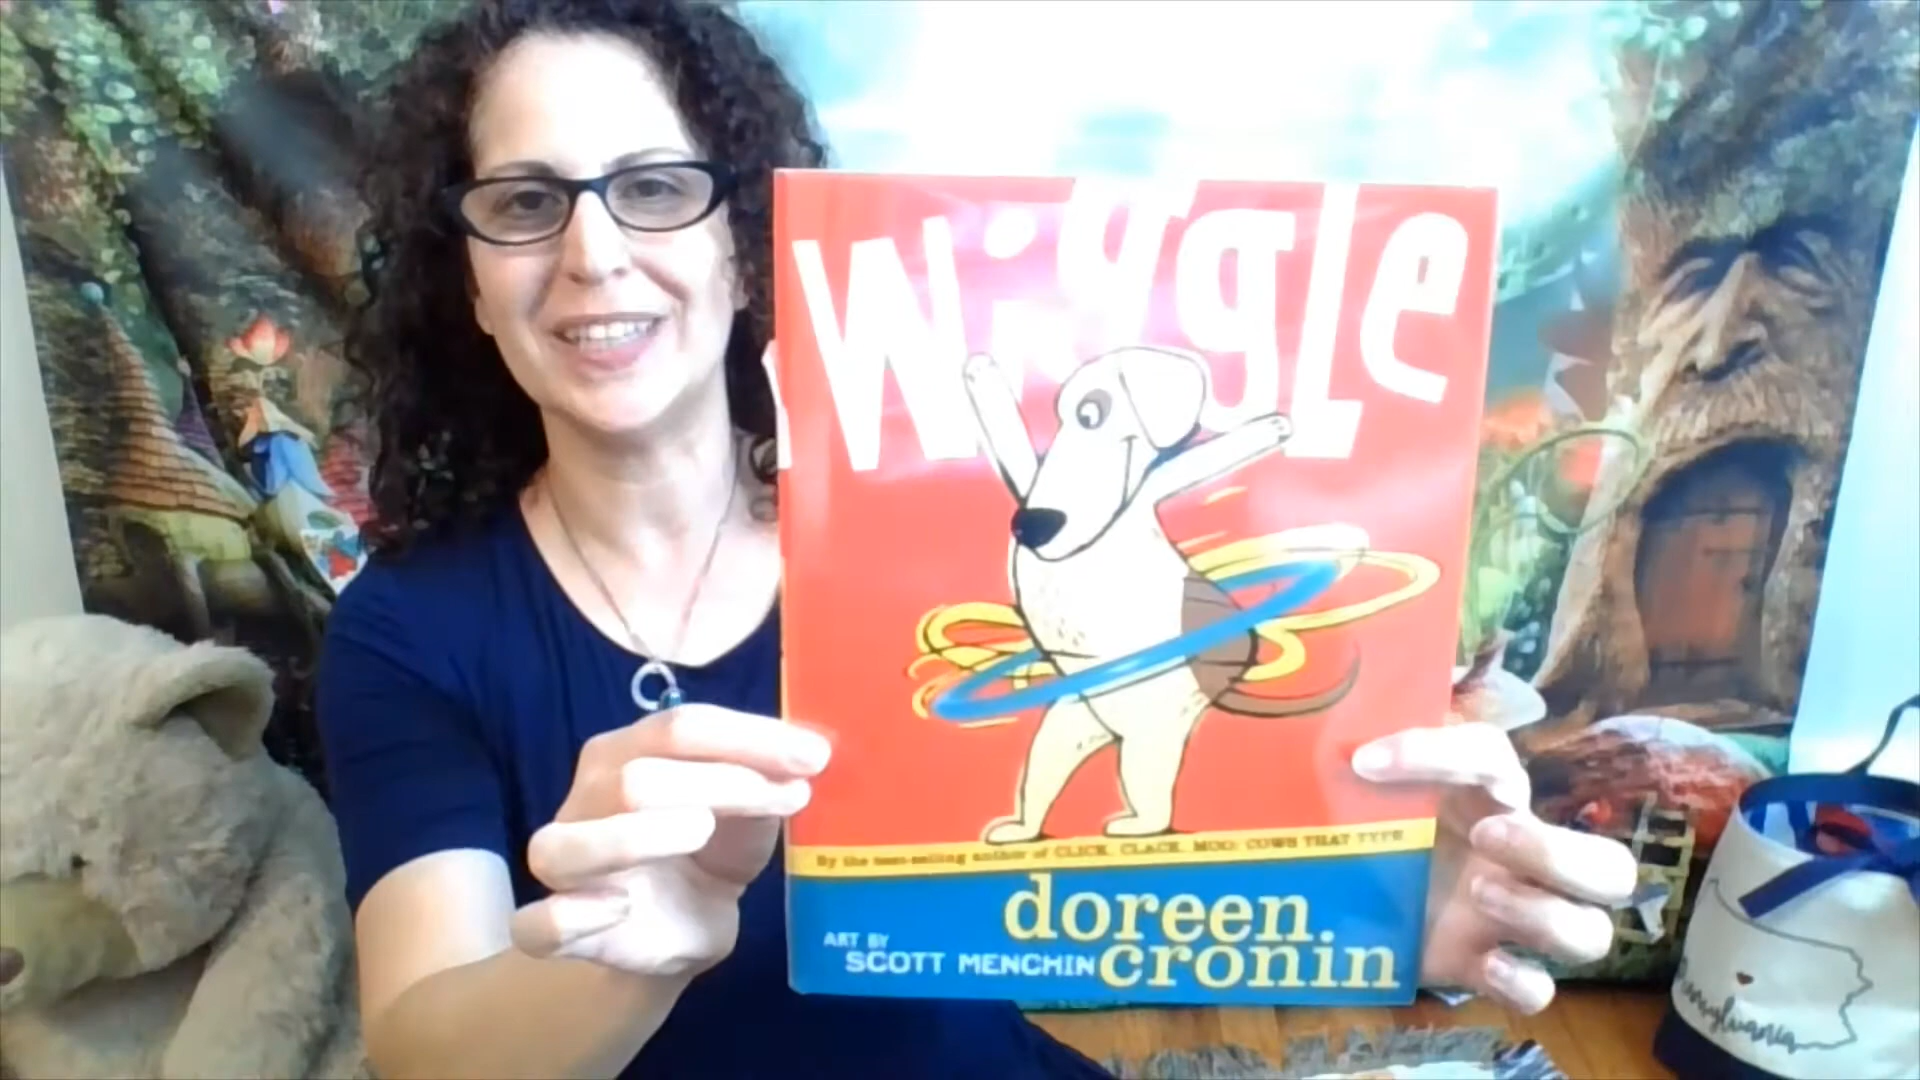 Wiggle
By the best-selling author of CLICK, CLACK, MOO: COWS THAT TYPE
doreen
cronin
ART BY
SCOTT MENCHIN
Pennsylvania